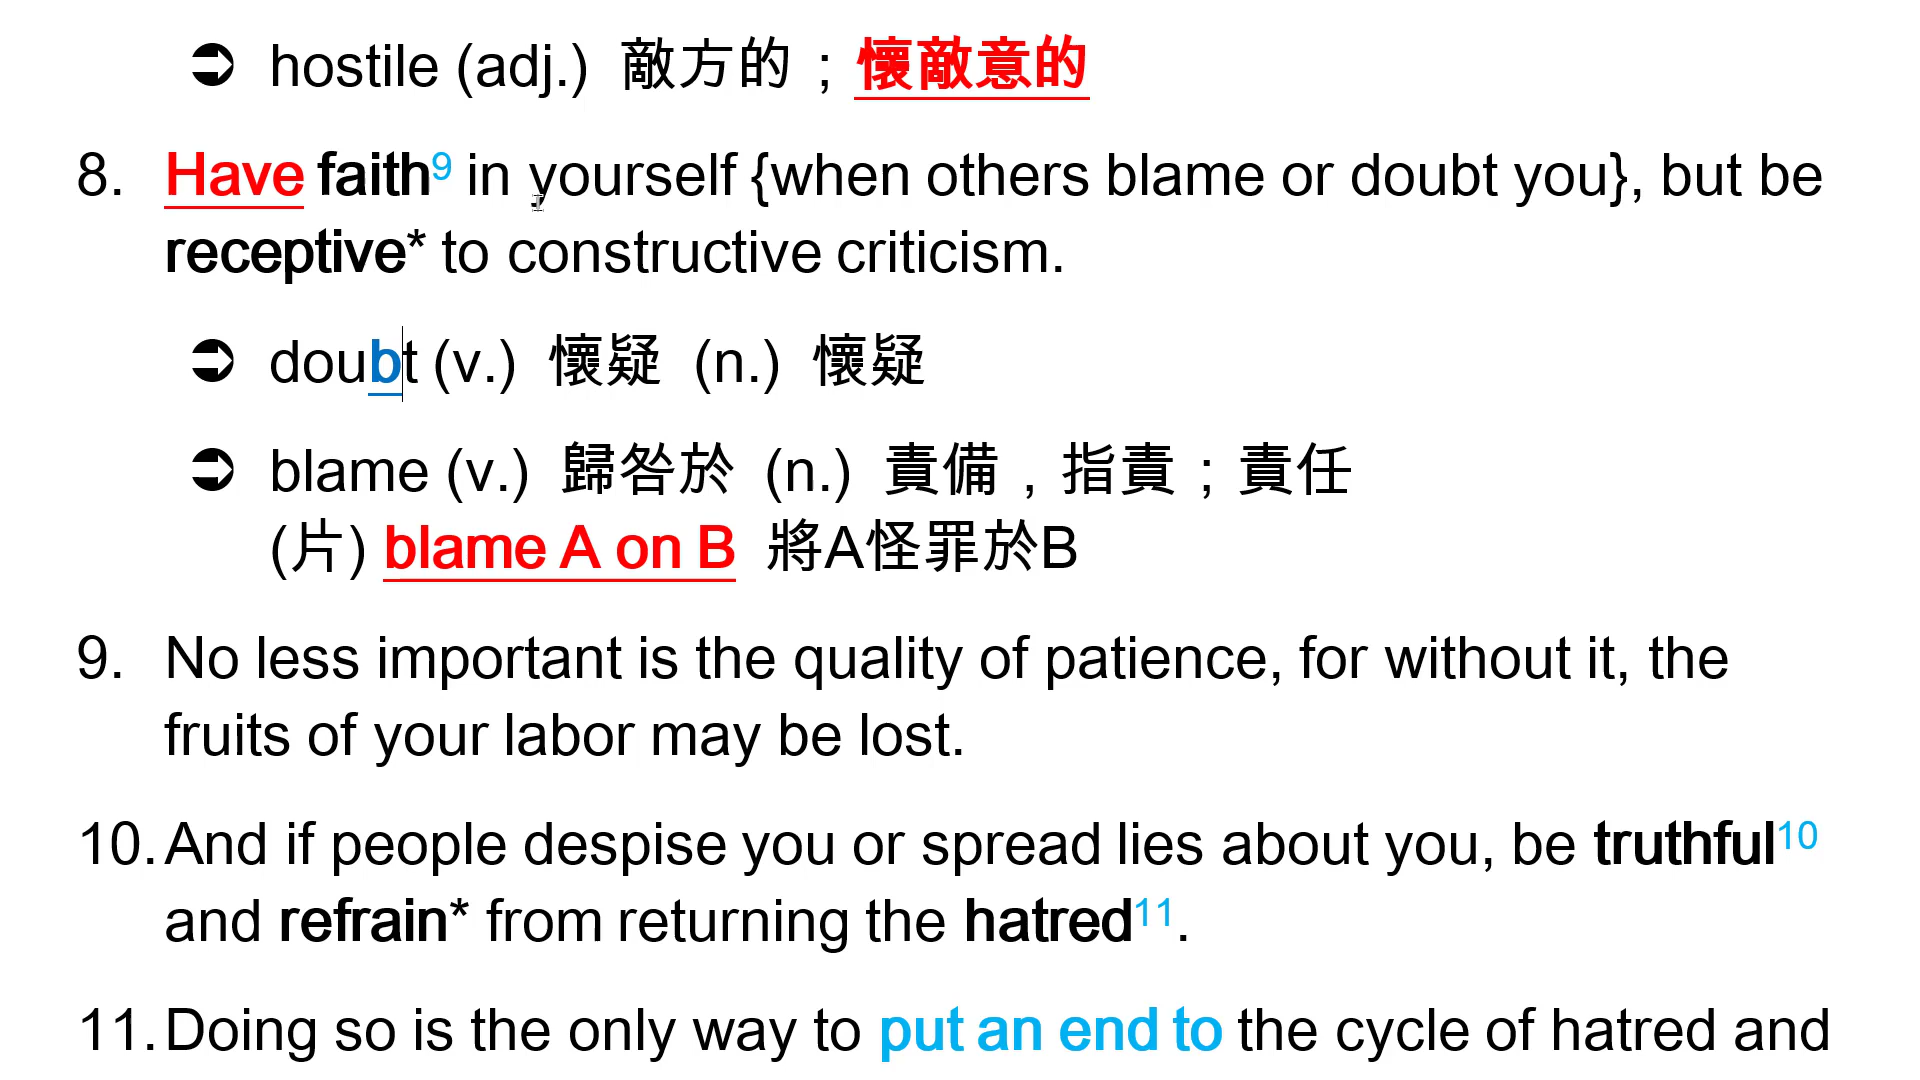 ➲ hostile (adj.) 敵方的；懷敵意的
8. Have faith9 in yourself {when others blame or doubt you}, but be
receptive* to constructive criticism.
➲ doubt (v.) 懷疑 (n.) 懷疑
➲ blame (v.) 歸咎於 (n.) 責備，指責；責任
(片) blame A on B 將A怪罪於B
9. No less important is the quality of patience, for without it, the
fruits of your labor may be lost.
10. And if people despise you or spread lies about you, be truthful10
and refrain* from returning the hatred11.
11. Doing so is the only way to put an end to the cycle of hatred and